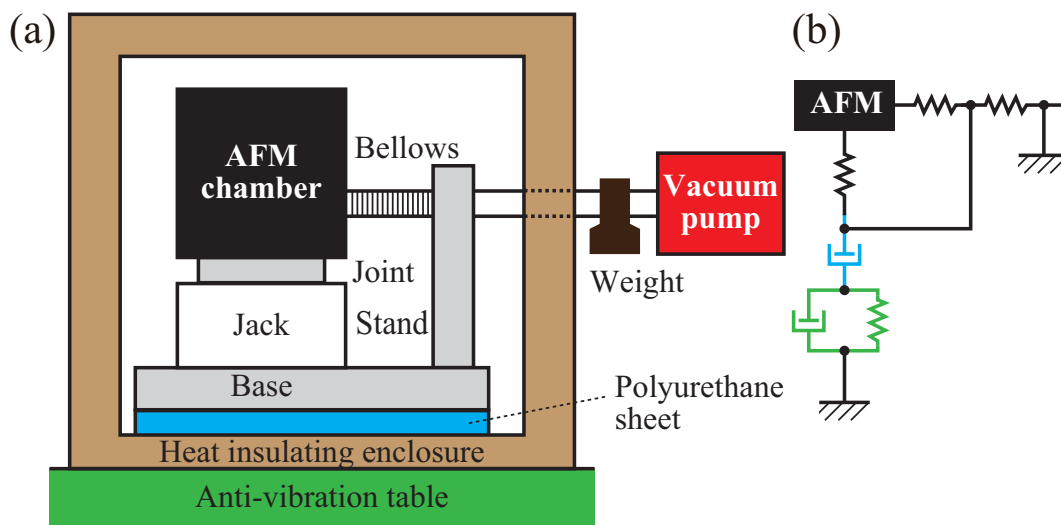 (a)
AFM
chamber
Bellows
Vacuum
pump
Weight
Joint
Jack
Stand
Base
Polyurethane
sheet
Heat insulating enclosure
Anti-vibration table
(b)
AFM